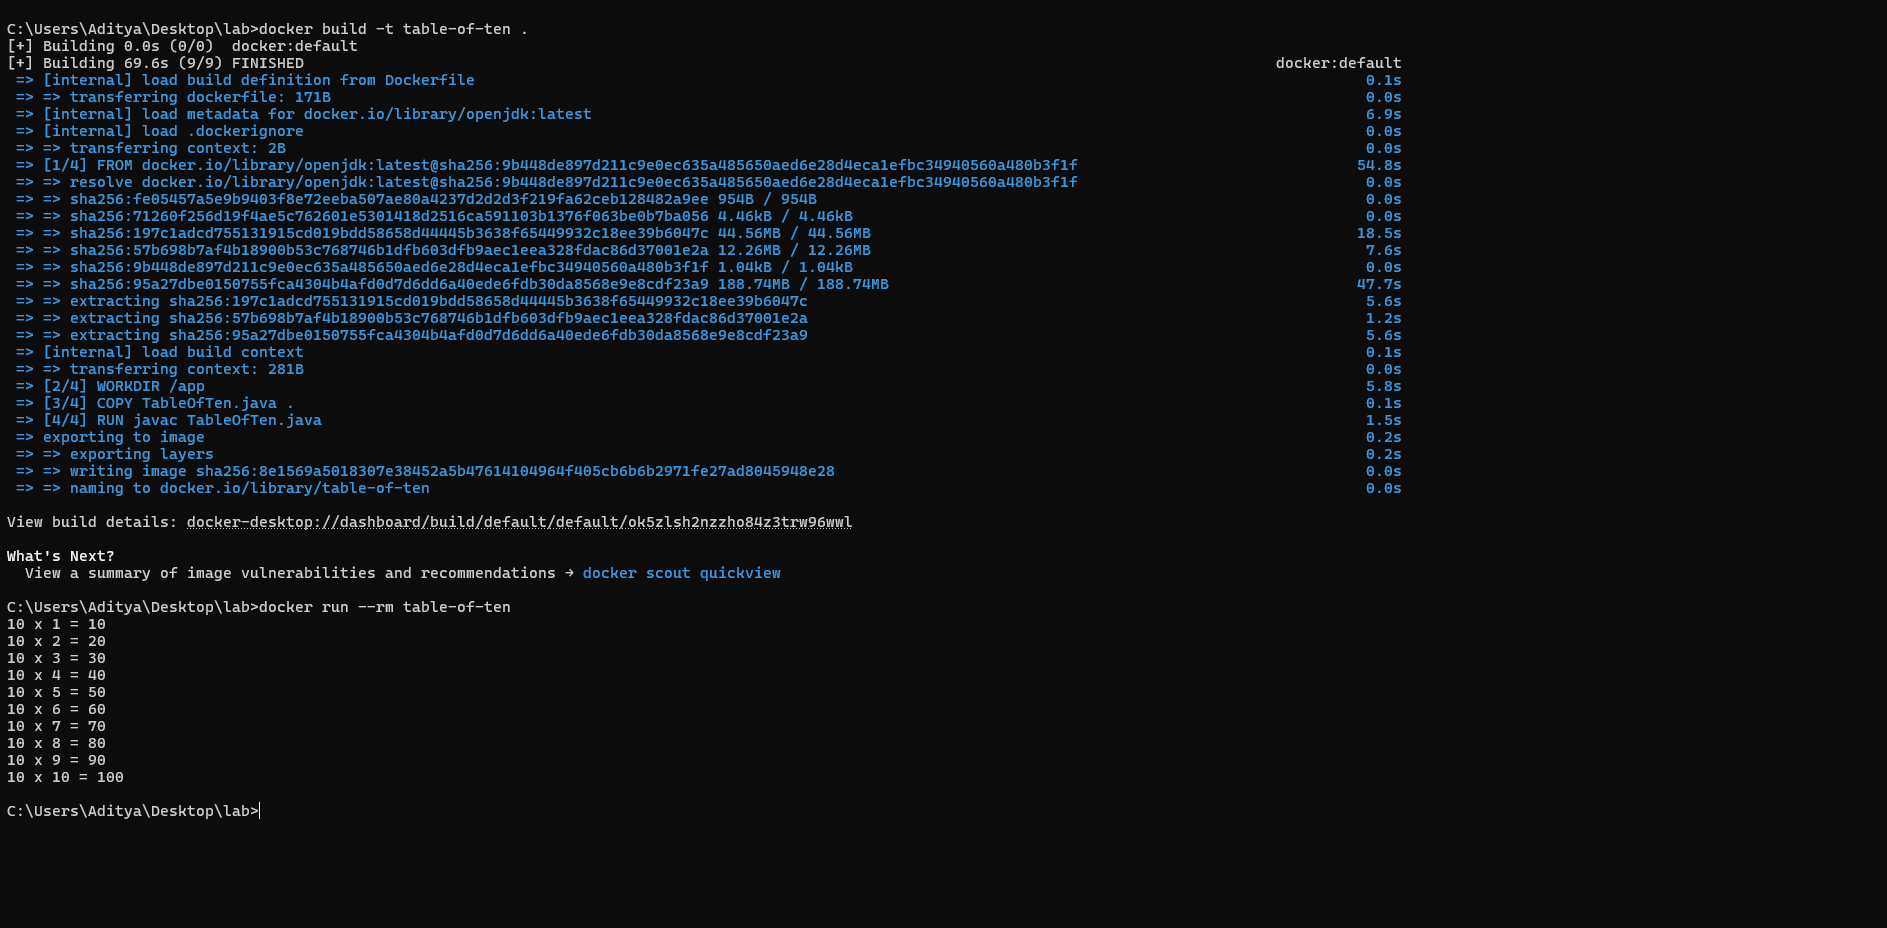 C:\Users\Aditya\Desktop\lab>docker build -t table-of-ten .
[+] Building 0.0s (0/0)  docker:default
[+] Building 69.6s (9/9) FINISHED docker:default
=> [internal] load build definition from Dockerfile 0.1s
=> => transferring dockerfile: 171B 0.0s
=> [internal] load metadata for docker.io/library/openjdk:latest 6.9s
=> [internal] load .dockerignore 0.0s
=> => transferring context: 2B 0.0s
=> [1/4] FROM docker.io/library/openjdk:latest@sha256:9b448de897d211c9e0ec635a485650aed6e28d4eca1efbc34940560a480b3f1f 54.8s
=> => resolve docker.io/library/openjdk:latest@sha256:9b448de897d211c9e0ec635a485650aed6e28d4eca1efbc34940560a480b3f1f 0.0s
=> => sha256:fe05457a5e9b9403f8e72eeba507ae80a4237d2d2d3f219fa62ceb128482a9ee 954B / 954B 0.0s
=> => sha256:71260f256d19f4ae5c762601e5301418d2516ca591103b1376f063be0b7ba056 4.46kB / 4.46kB 0.0s
=> => sha256:197c1adcd755131915cd019bdd58658d44445b3638f65449932c18ee39b6047c 44.56MB / 44.56MB 18.5s
=> => sha256:57b698b7af4b18900b53c768746b1dfb603dfb9aec1eea328fdac86d37001e2a 12.26MB / 12.26MB 7.6s
=> => sha256:9b448de897d211c9e0ec635a485650aed6e28d4eca1efbc34940560a480b3f1f 1.04kB / 1.04kB 0.0s
=> => sha256:95a27dbe0150755fca4304b4afd0d7d6dd6a40ede6fdb30da8568e9e8cdf23a9 188.74MB / 188.74MB 47.7s
=> => extracting sha256:197c1adcd755131915cd019bdd58658d44445b3638f65449932c18ee39b6047c 5.6s
=> => extracting sha256:57b698b7af4b18900b53c768746b1dfb603dfb9aec1eea328fdac86d37001e2a 1.2s
=> => extracting sha256:95a27dbe0150755fca4304b4afd0d7d6dd6a40ede6fdb30da8568e9e8cdf23a9 5.6s
=> [internal] load build context 0.1s
=> => transferring context: 281B 0.0s
=> [2/4] WORKDIR /app 5.8s
=> [3/4] COPY TableOfTen.java . 0.1s
=> [4/4] RUN javac TableOfTen.java 1.5s
=> exporting to image 0.2s
=> => exporting layers 0.2s
=> => writing image sha256:8e1569a5018307e38452a5b47614104964f405cb6b6b2971fe27ad8045948e28 0.0s
=> => naming to docker.io/library/table-of-ten 0.0s
View build details: docker-desktop://dashboard/build/default/default/ok5zlsh2nzzho84z3trw96wwl
What's Next?
View a summary of image vulnerabilities and recommendations → docker scout quickview
C:\Users\Aditya\Desktop\lab>docker run --rm table-of-ten
10 x 1 = 10
10 x 2 = 20
10 x 3 = 30
10 x 4 = 40
10 x 5 = 50
10 x 6 = 60
10 x 7 = 70
10 x 8 = 80
10 x 9 = 90
10 x 10 = 100
C:\Users\Aditya\Desktop\lab>